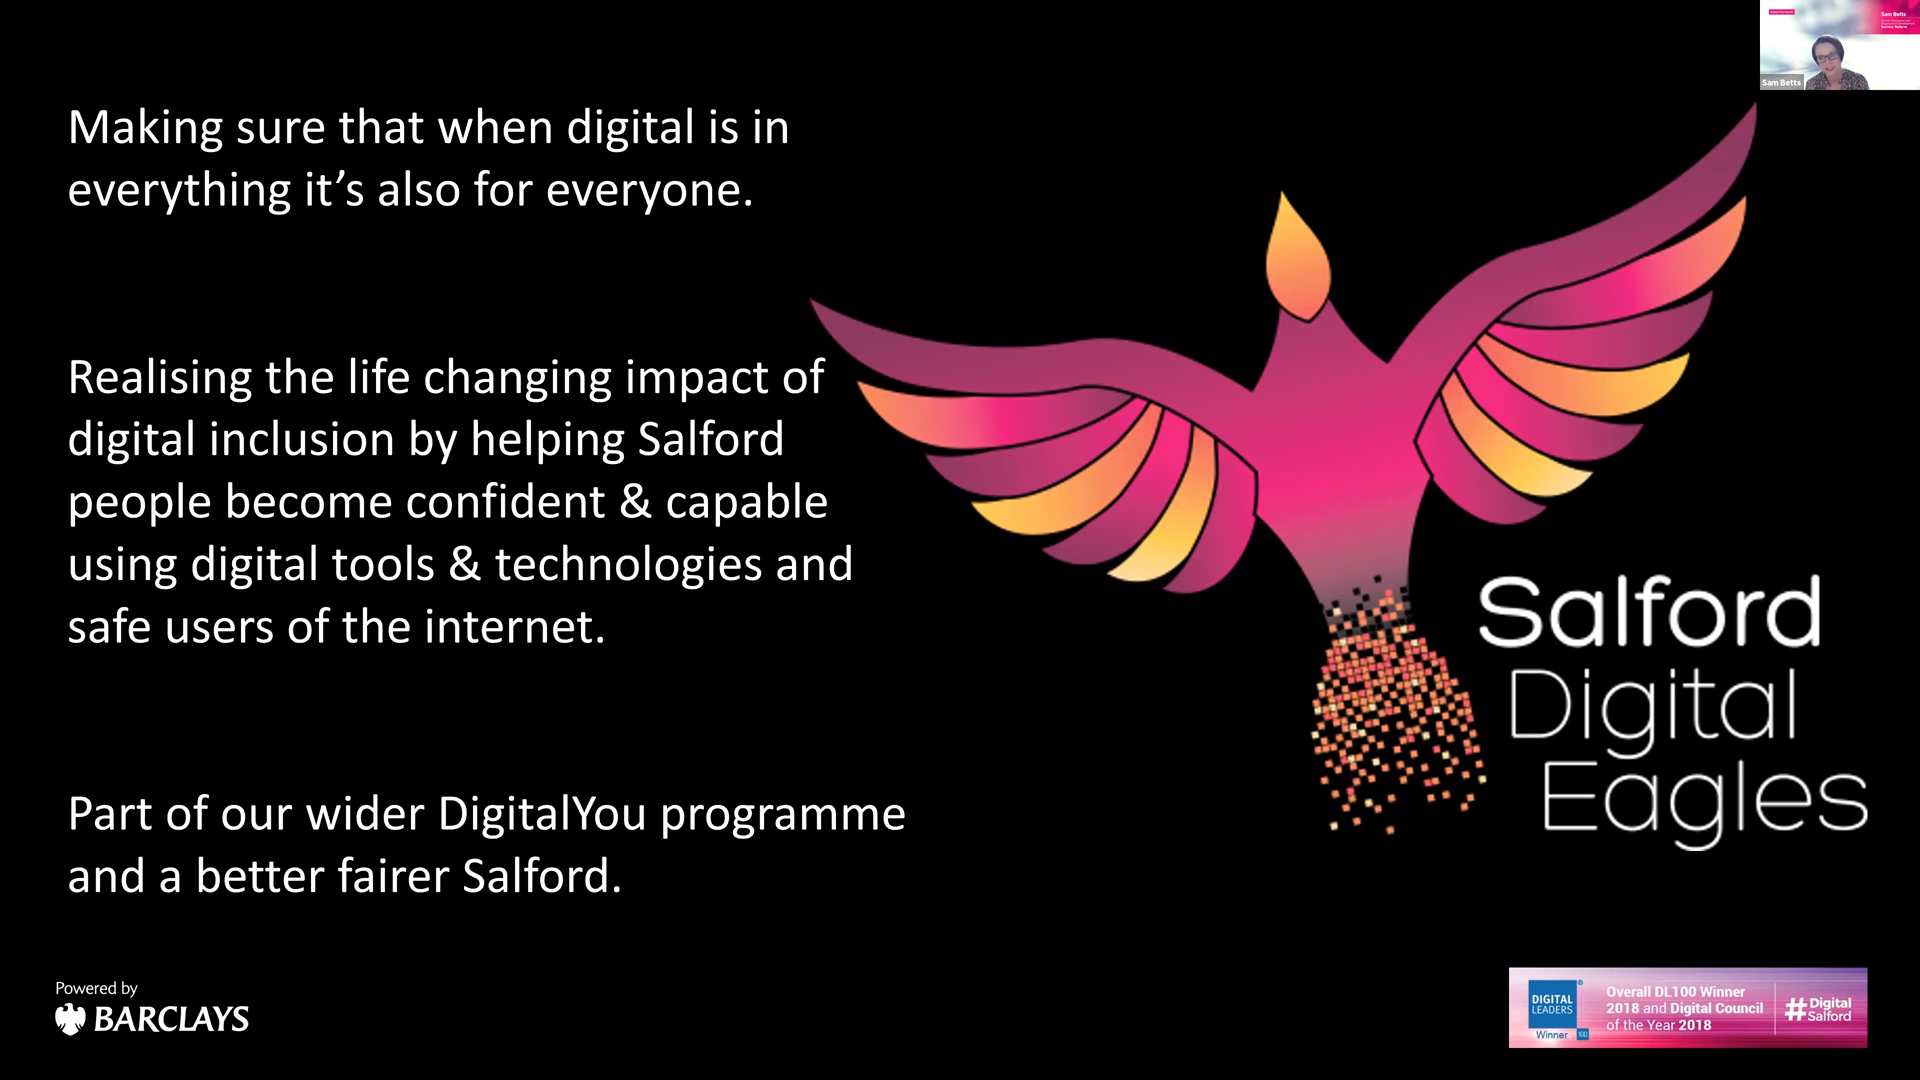 Sam Betts
Sam Betts
Making sure that when digital is in
everything it’s also for everyone.
Realising the life changing impact of
digital inclusion by helping Salford
people become confident & capable
using digital tools & technologies and
safe users of the internet.
Part of our wider DigitalYou programme
and a better fairer Salford.
Salford
Digital
Eagles
Powered by
BARCLAYS
DIGITAL
LEADERS
Winner 100
Overall DL100 Winner
2018 and Digital Council
of the Year 2018
#Digital
Salford